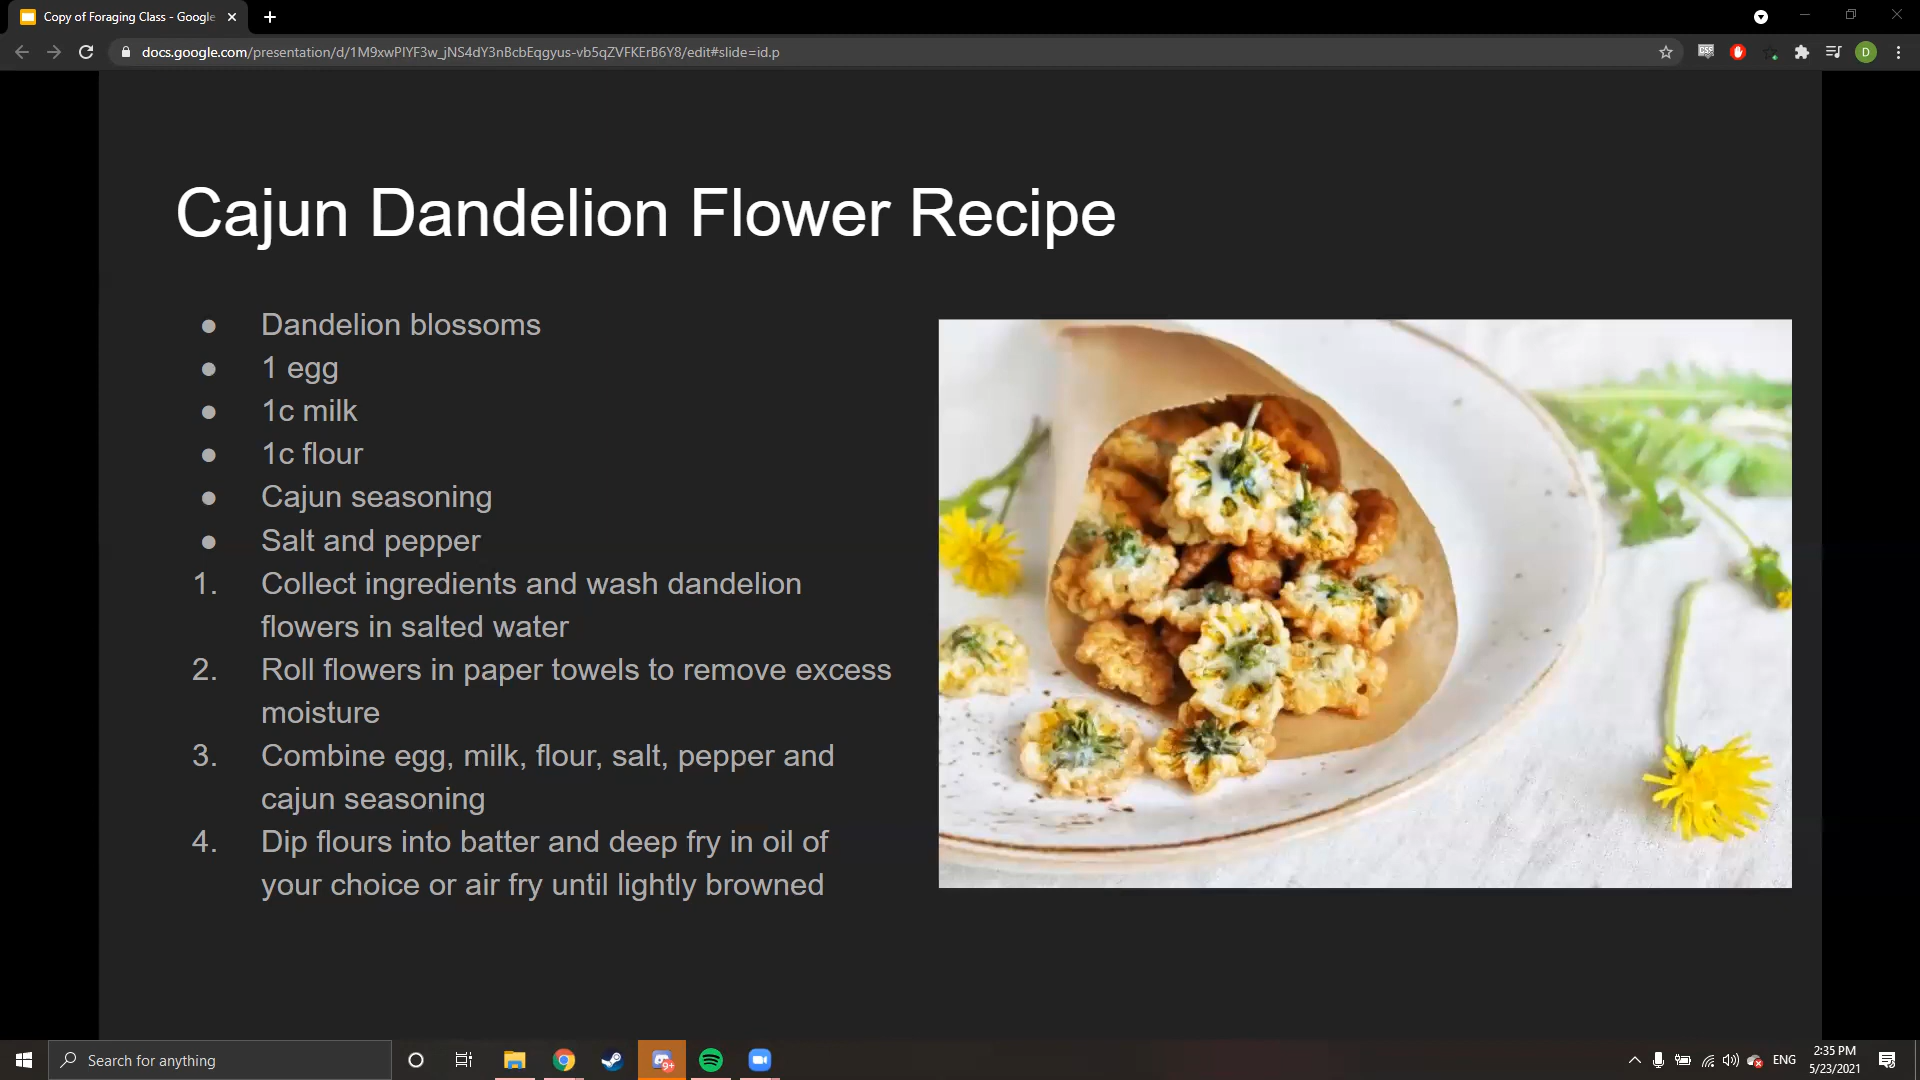 Copy of Foraging Class - Google
docs.google.com/presentation/d/1M9xwPIYF3w_jNS4dY3nBcbEqgyus-vb5qZVFKErB6Y8/edit#slide=id.p
D
Cajun Dandelion Flower Recipe
● Dandelion blossoms
● 1 egg
● 1c milk
● 1c flour
● Cajun seasoning
● Salt and pepper
1. Collect ingredients and wash dandelion
flowers in salted water
2. Roll flowers in paper towels to remove excess
moisture
3. Combine egg, milk, flour, salt, pepper and
cajun seasoning
4. Dip flours into batter and deep fry in oil of
your choice or air fry until lightly browned
Search for anything
9+
ENG
2:35 PM
5/23/2021